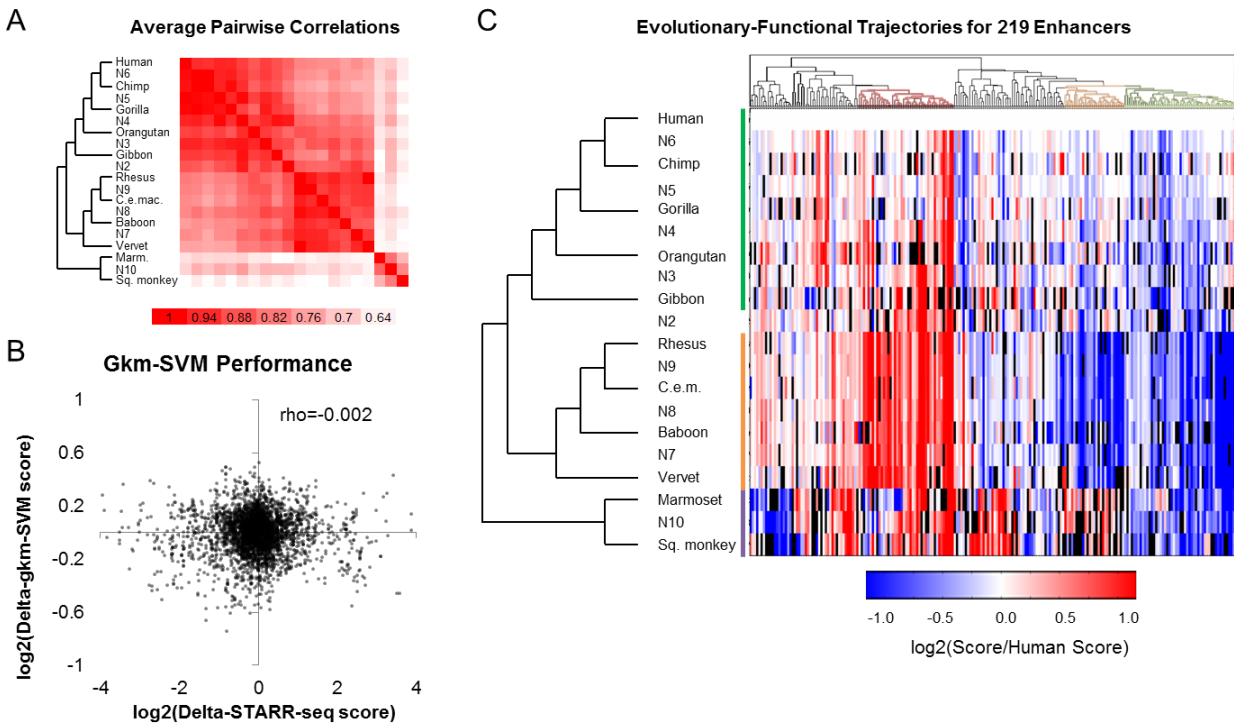 A
Average Pairwise Correlations
Human
N6
Chimp
N5
Gorilla
N4
Orangutan
N3
Gibbon
N2
Rhesus
N9
C.e.mac.
N8
Baboon
N7
Vervet
Marm.
N10
Sq. monkey
1 0.94 0.88 0.82 0.76 0.7 0.64
B
Gkm-SVM Performance
rho=-0.002
1
0.6
0.2
-0.2
-0.6
-1
-4 -2 0 2 4
log2(Delta-gkm-SVM score)
log2(Delta-STARR-seq score)
C
Evolutionary-Functional Trajectories for 219 Enhancers
Human
N6
Chimp
N5
Gorilla
N4
Orangutan
N3
Gibbon
N2
Rhesus
N9
C.e.m.
N8
Baboon
N7
Vervet
Marmoset
N10
Sq. monkey
-1.0 -0.5 0.0 0.5 1.0
log2(Score/Human Score)